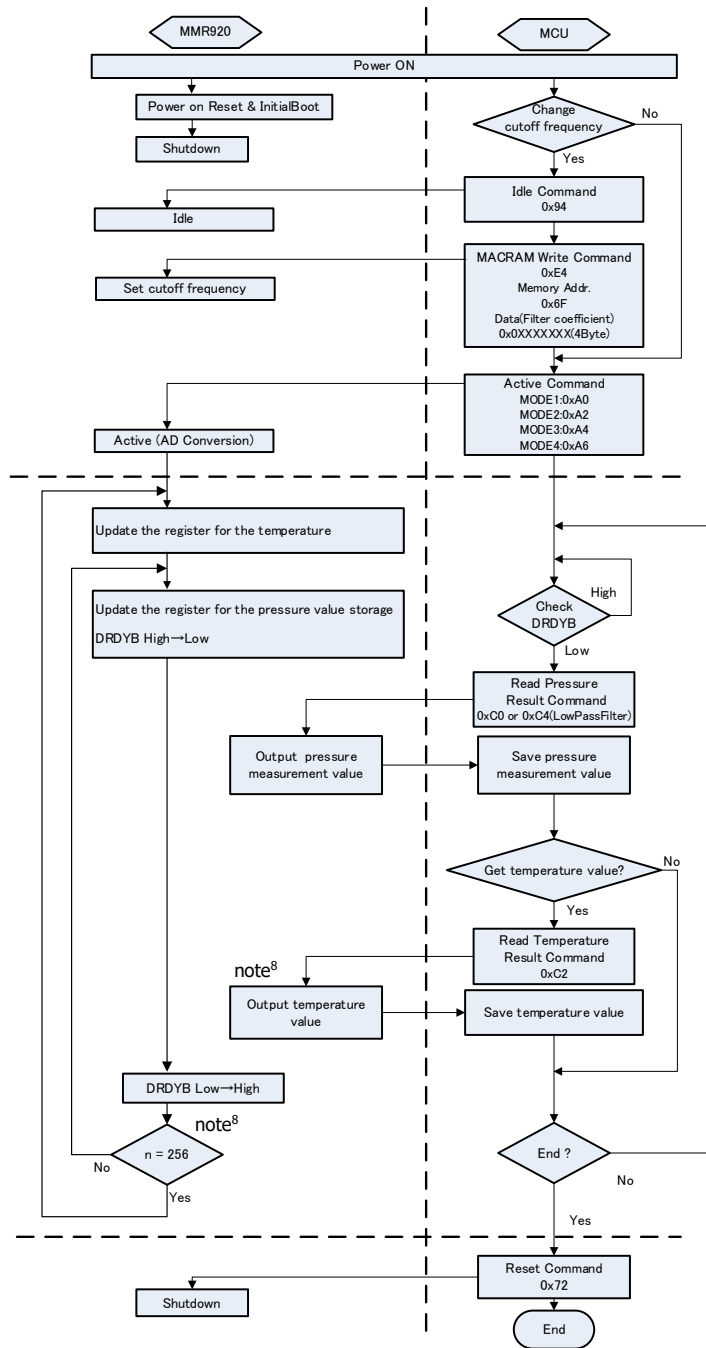 MMR920
MCU
Power ON
Power on Reset & InitialBoot
Change
cutoff frequency
No
Shutdown
Yes
Idle Command
0x94
Idle
MACRAM Write Command
0xE4
Memory Addr.
0x6F
Data(Filter coefficient)
0x0XXXXXXX(4Byte)
Set cutoff frequency
Active Command
MODE1:0xA0
MODE2:0xA2
MODE3:0xA4
MODE4:0xA6
Active (AD Conversion)
Update the register for the temperature
Update the register for the pressure value storage
DRDYB High→Low
High
Check
DRDYB
Low
Read Pressure
Result Command
0xC0 or 0xC4(LowPassFilter)
Output pressure
measurement value
Save pressure
measurement value
Get temperature value?
No
Yes
Read Temperature
Result Command
0xC2
note⁸
Output temperature
value
Save temperature value
DRDYB Low→High
note⁸
n = 256
No
Yes
End ?
No
Yes
Reset Command
0x72
Shutdown
End